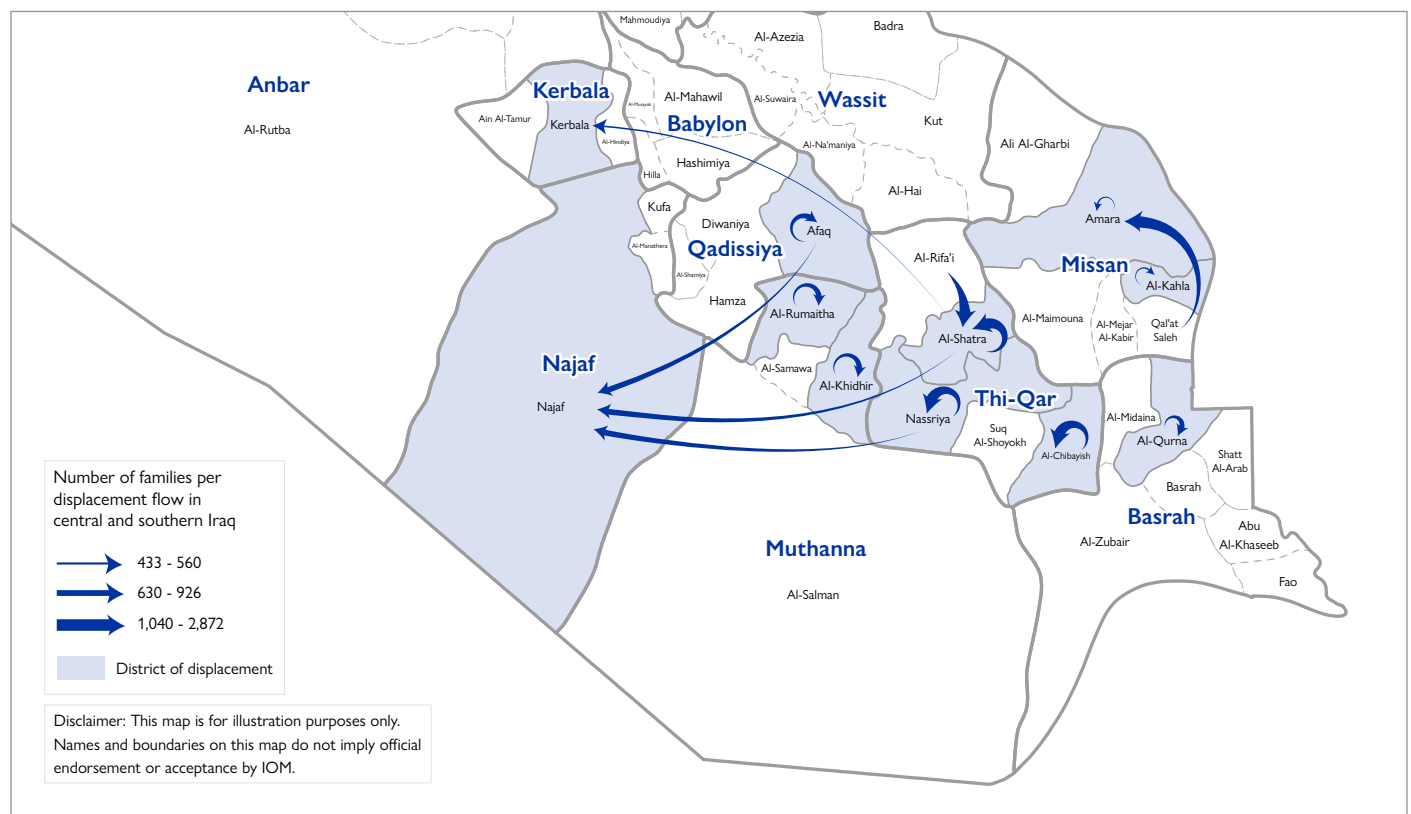 Mahmoudiya
Al-Azezia
Badra
Anbar
Al-Rutba
Kerbala
Ain Al-Tamur
Kerbala
Al-Musayab
Al-Hindiya
Al-Mahawil
Babylon
Hashimiya
Hilla
Al-Suwaira
Wassit
Kut
Al-Na'maniya
Al-Hai
Ali Al-Gharbi
Kufa
Al-Manathera
Diwaniya
Qadissiya
Al-Shamiya
Hamza
Afaq
Al-Rifa'i
Amara
Missan
Al-Kahla
Al-Maimouna
Al-Mejar
Al-Kabir
Qal'at
Saleh
Al-Rumaitha
Al-Shatra
Najaf
Najaf
Al-Samawa
Al-Khidhir
Nassriya
Thi-Qar
Suq
Al-Shoyokh
Al-Chibayish
Al-Midaina
Al-Qurna
Shatt
Al-Arab
Basrah
Basrah
Al-Zubair
Abu
Al-Khaseeb
Fao
Muthanna
Al-Salman
Number of families per
displacement flow in
central and southern Iraq
433 - 560
630 - 926
1,040 - 2,872
District of displacement
Disclaimer: This map is for illustration purposes only.
Names and boundaries on this map do not imply official
endorsement or acceptance by IOM.